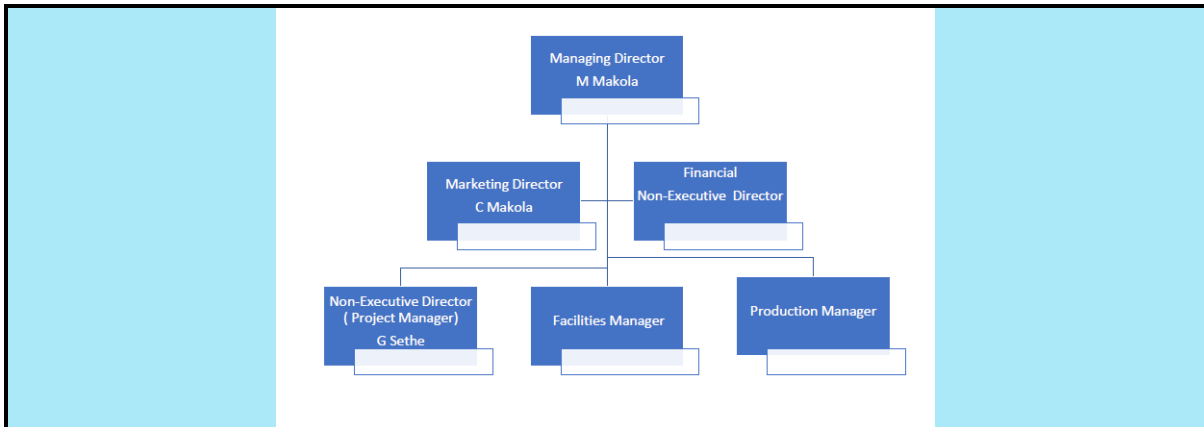 Managing Director
M Makola
Marketing Director
C Makola
Financial
Non-Executive Director
Non-Executive Director
( Project Manager)
G Sethe
Facilities Manager
Production Manager